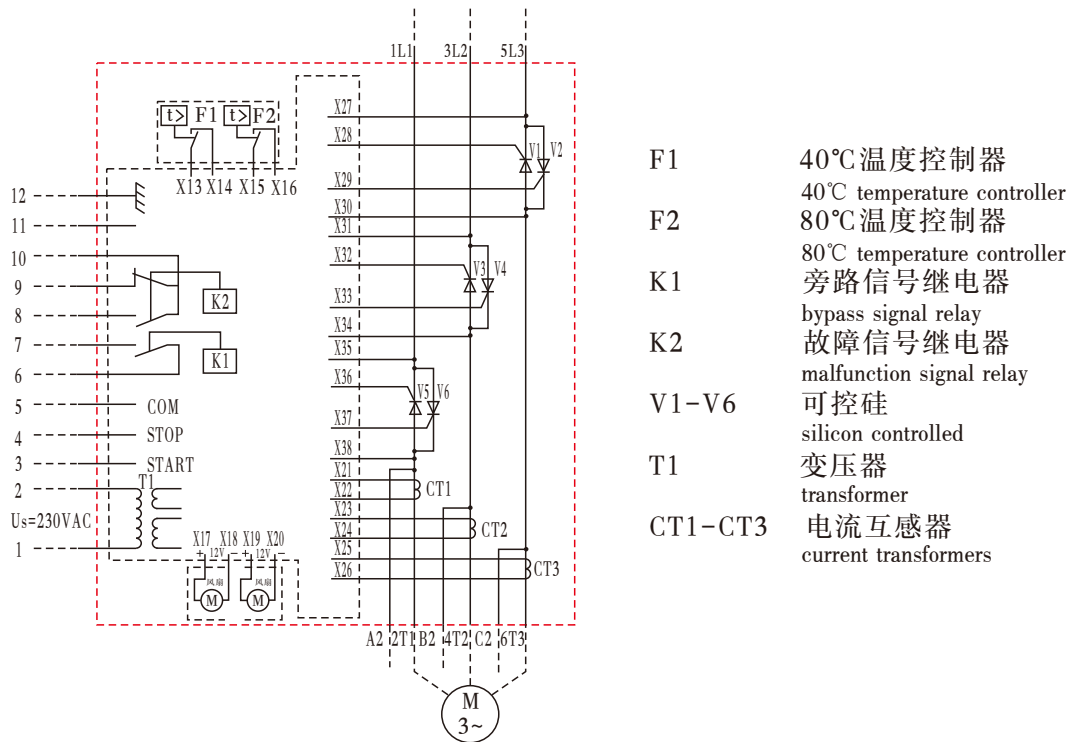 1L1 3L2 5L3
t> F1 t> F2
X13 X14 X15 X16
X27
X28
V1 V2
X29
X30
X31
X32
V3 V4
X33
X34
X35
X36
V5 V6
X37
X38
X21
X22 CT1
X23
X24 CT2
X25
X26 CT3
12
11
10
9
K2
8
7
K1
6
5 COM
4 STOP
3 START
T1
2
Us=230VAC
1
X17 X18 X19 X20
+ 12V − + 12V −
风扇 风扇
M M
A2 2T1 B2 4T2 C2 6T3
M
3~
F1 40℃温度控制器
40℃ temperature controller
F2 80℃温度控制器
80℃ temperature controller
K1 旁路信号继电器
bypass signal relay
K2 故障信号继电器
malfunction signal relay
V1-V6 可控硅
silicon controlled
T1 变压器
transformer
CT1-CT3 电流互感器
current transformers